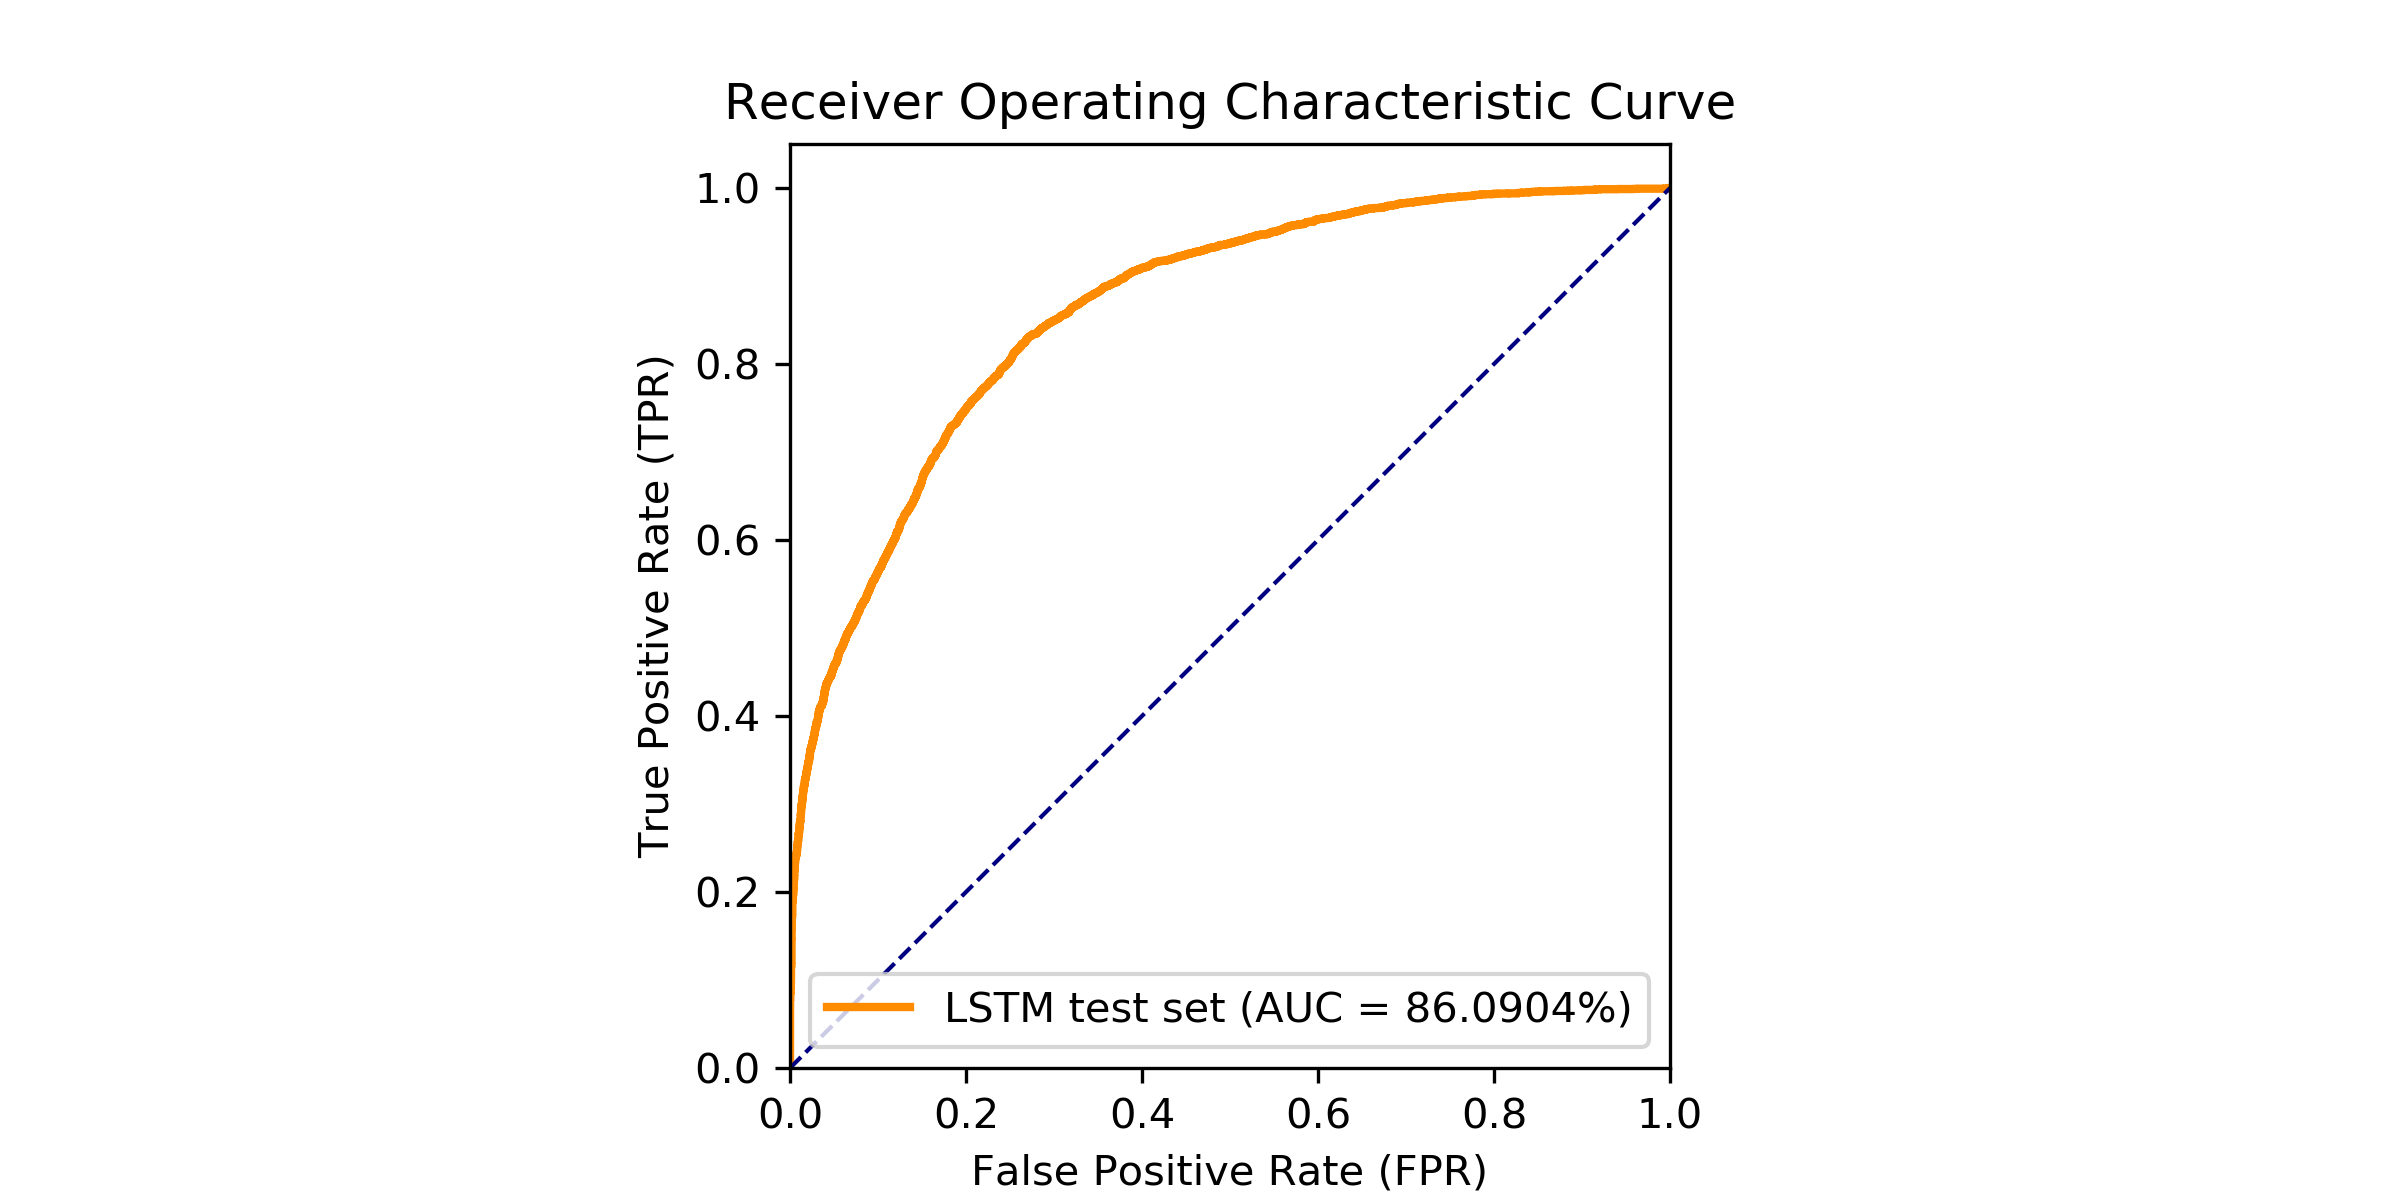 Receiver Operating Characteristic Curve
1.0
0.8
0.6
0.4
0.2
0.0
True Positive Rate (TPR)
LSTM test set (AUC = 86.0904%)
0.0 0.2 0.4 0.6 0.8 1.0
False Positive Rate (FPR)